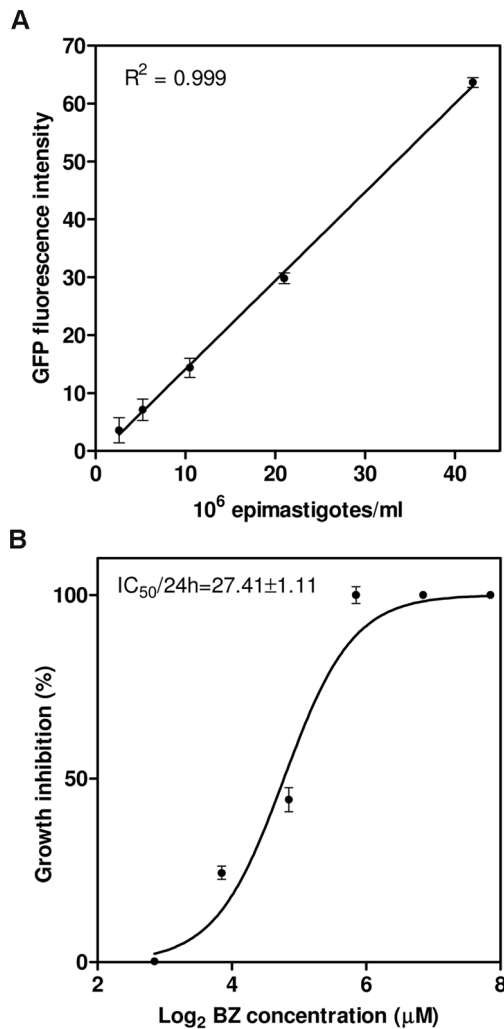 A
R² = 0.999
GFP fluorescence intensity
70
60
50
40
30
20
10
0
0 10 20 30 40
10⁶ epimastigotes/ml
B
IC₅₀/24h=27.41±1.11
Growth inhibition (%)
100
50
0
2 4 6 8
Log₂ BZ concentration (µM)